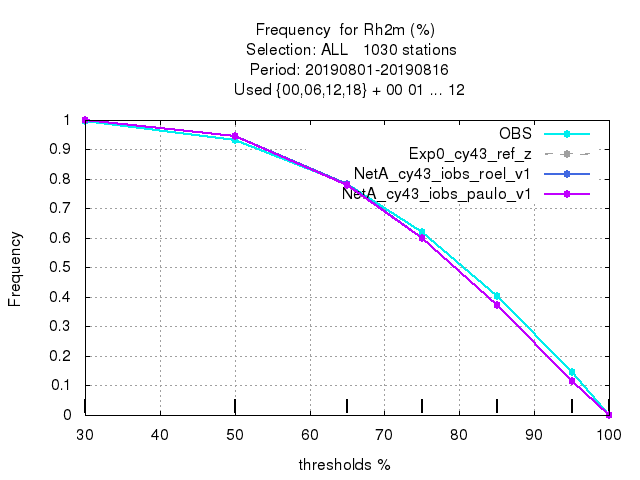 Frequency  for Rh2m (%)
Selection: ALL   1030 stations
Period: 20190801-20190816
Used {00,06,12,18} + 00 01 ... 12
OBS
Exp0_cy43_ref_z
NetA_cy43_iobs_roel_v1
NetA_cy43_iobs_paulo_v1
1
0.9
0.8
0.7
0.6
0.5
0.4
0.3
0.2
0.1
0
Frequency
30 40 50 60 70 80 90 100
thresholds %